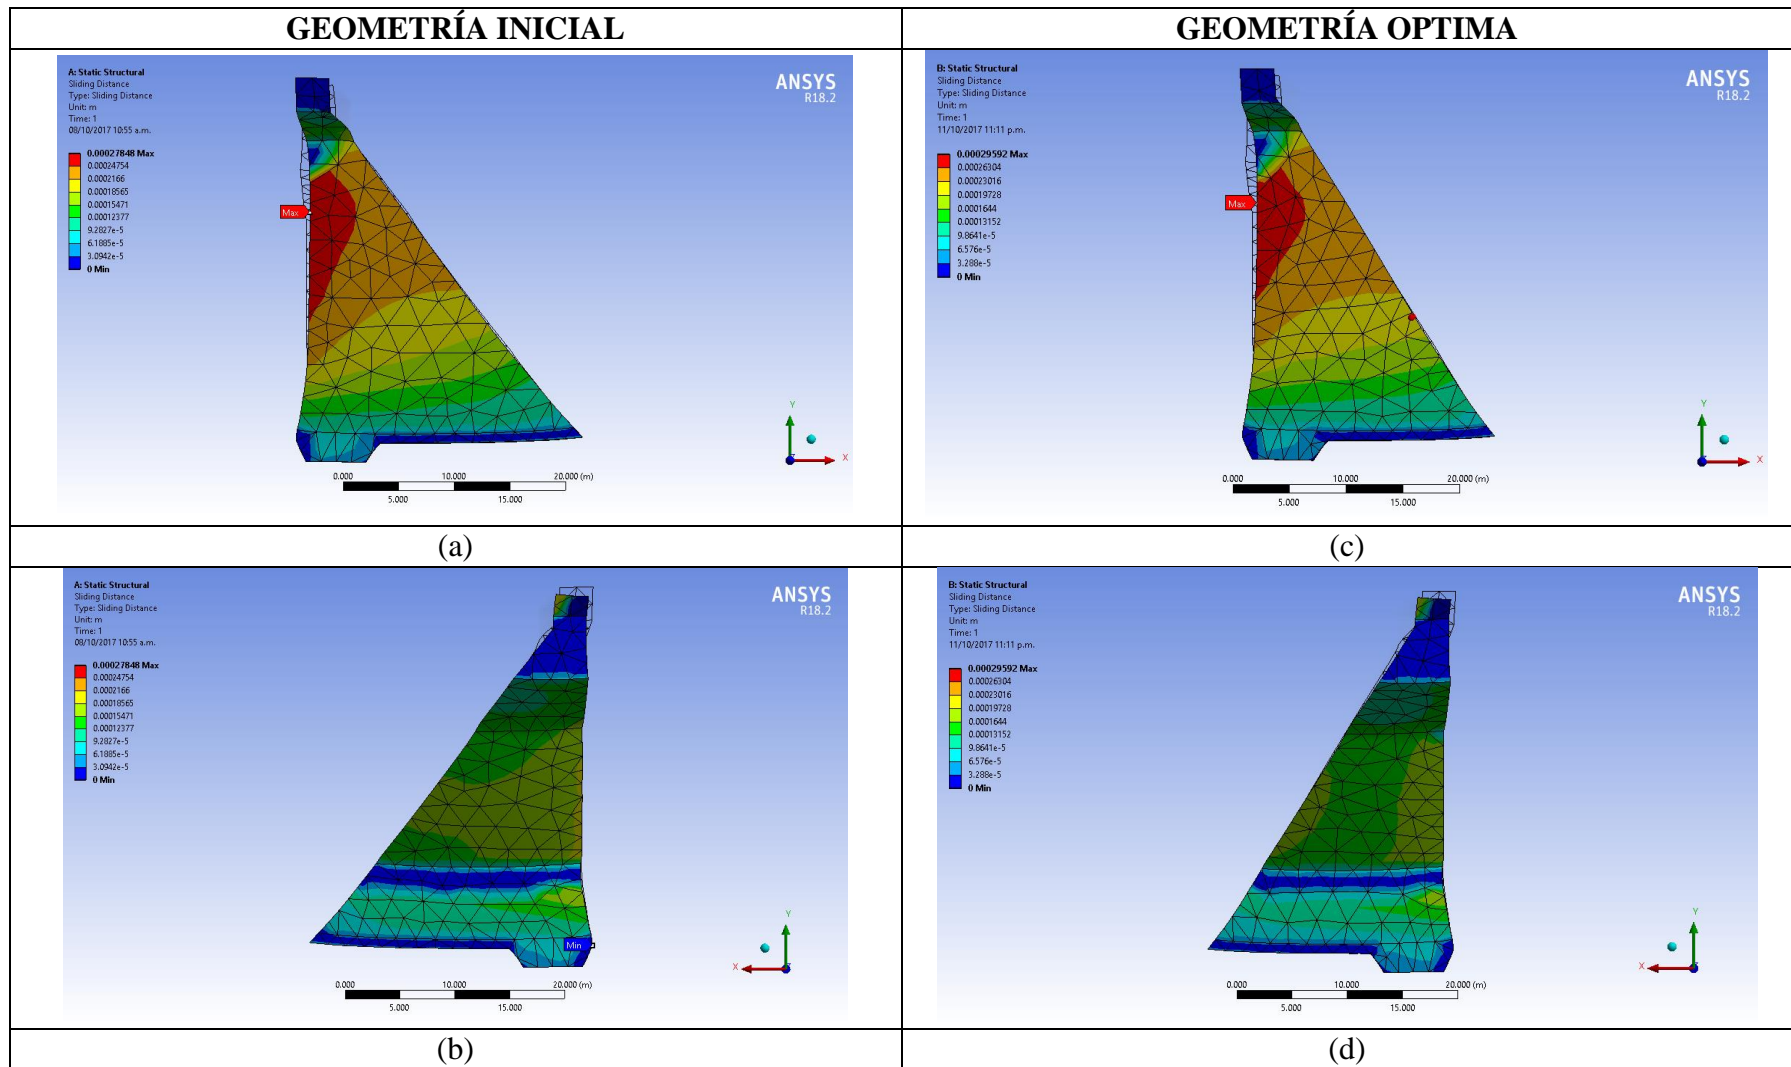 GEOMETRÍA INICIAL
GEOMETRÍA OPTIMA
A: Static Structural
Sliding Distance
Type: Sliding Distance
Unit: m
Time: 1
08/10/2017 10:55 a.m.
ANSYS
R18.2
0.00027848 Max
0.00024754
0.0002166
0.00018565
0.00015471
0.00012377
9.2827e-5
6.1885e-5
3.0942e-5
0 Min
Max
Y
X
0.000
10.000
20.000 (m)
5.000
15.000
B: Static Structural
Sliding Distance
Type: Sliding Distance
Unit: m
Time: 1
11/10/2017 11:11 p.m.
ANSYS
R18.2
0.00029592 Max
0.00026304
0.00023016
0.00019728
0.0001644
0.00013152
9.8641e-5
6.576e-5
3.288e-5
0 Min
Max
Y
X
0.000
10.000
20.000 (m)
5.000
15.000
(a)
(c)
A: Static Structural
Sliding Distance
Type: Sliding Distance
Unit: m
Time: 1
08/10/2017 10:55 a.m.
ANSYS
R18.2
0.00027848 Max
0.00024754
0.0002166
0.00018565
0.00015471
0.00012377
9.2827e-5
6.1885e-5
3.0942e-5
0 Min
Min
Y
X
0.000
10.000
20.000 (m)
5.000
15.000
B: Static Structural
Sliding Distance
Type: Sliding Distance
Unit: m
Time: 1
11/10/2017 11:11 p.m.
ANSYS
R18.2
0.00029592 Max
0.00026304
0.00023016
0.00019728
0.0001644
0.00013152
9.8641e-5
6.576e-5
3.288e-5
0 Min
Y
X
0.000
10.000
20.000 (m)
5.000
15.000
(b)
(d)